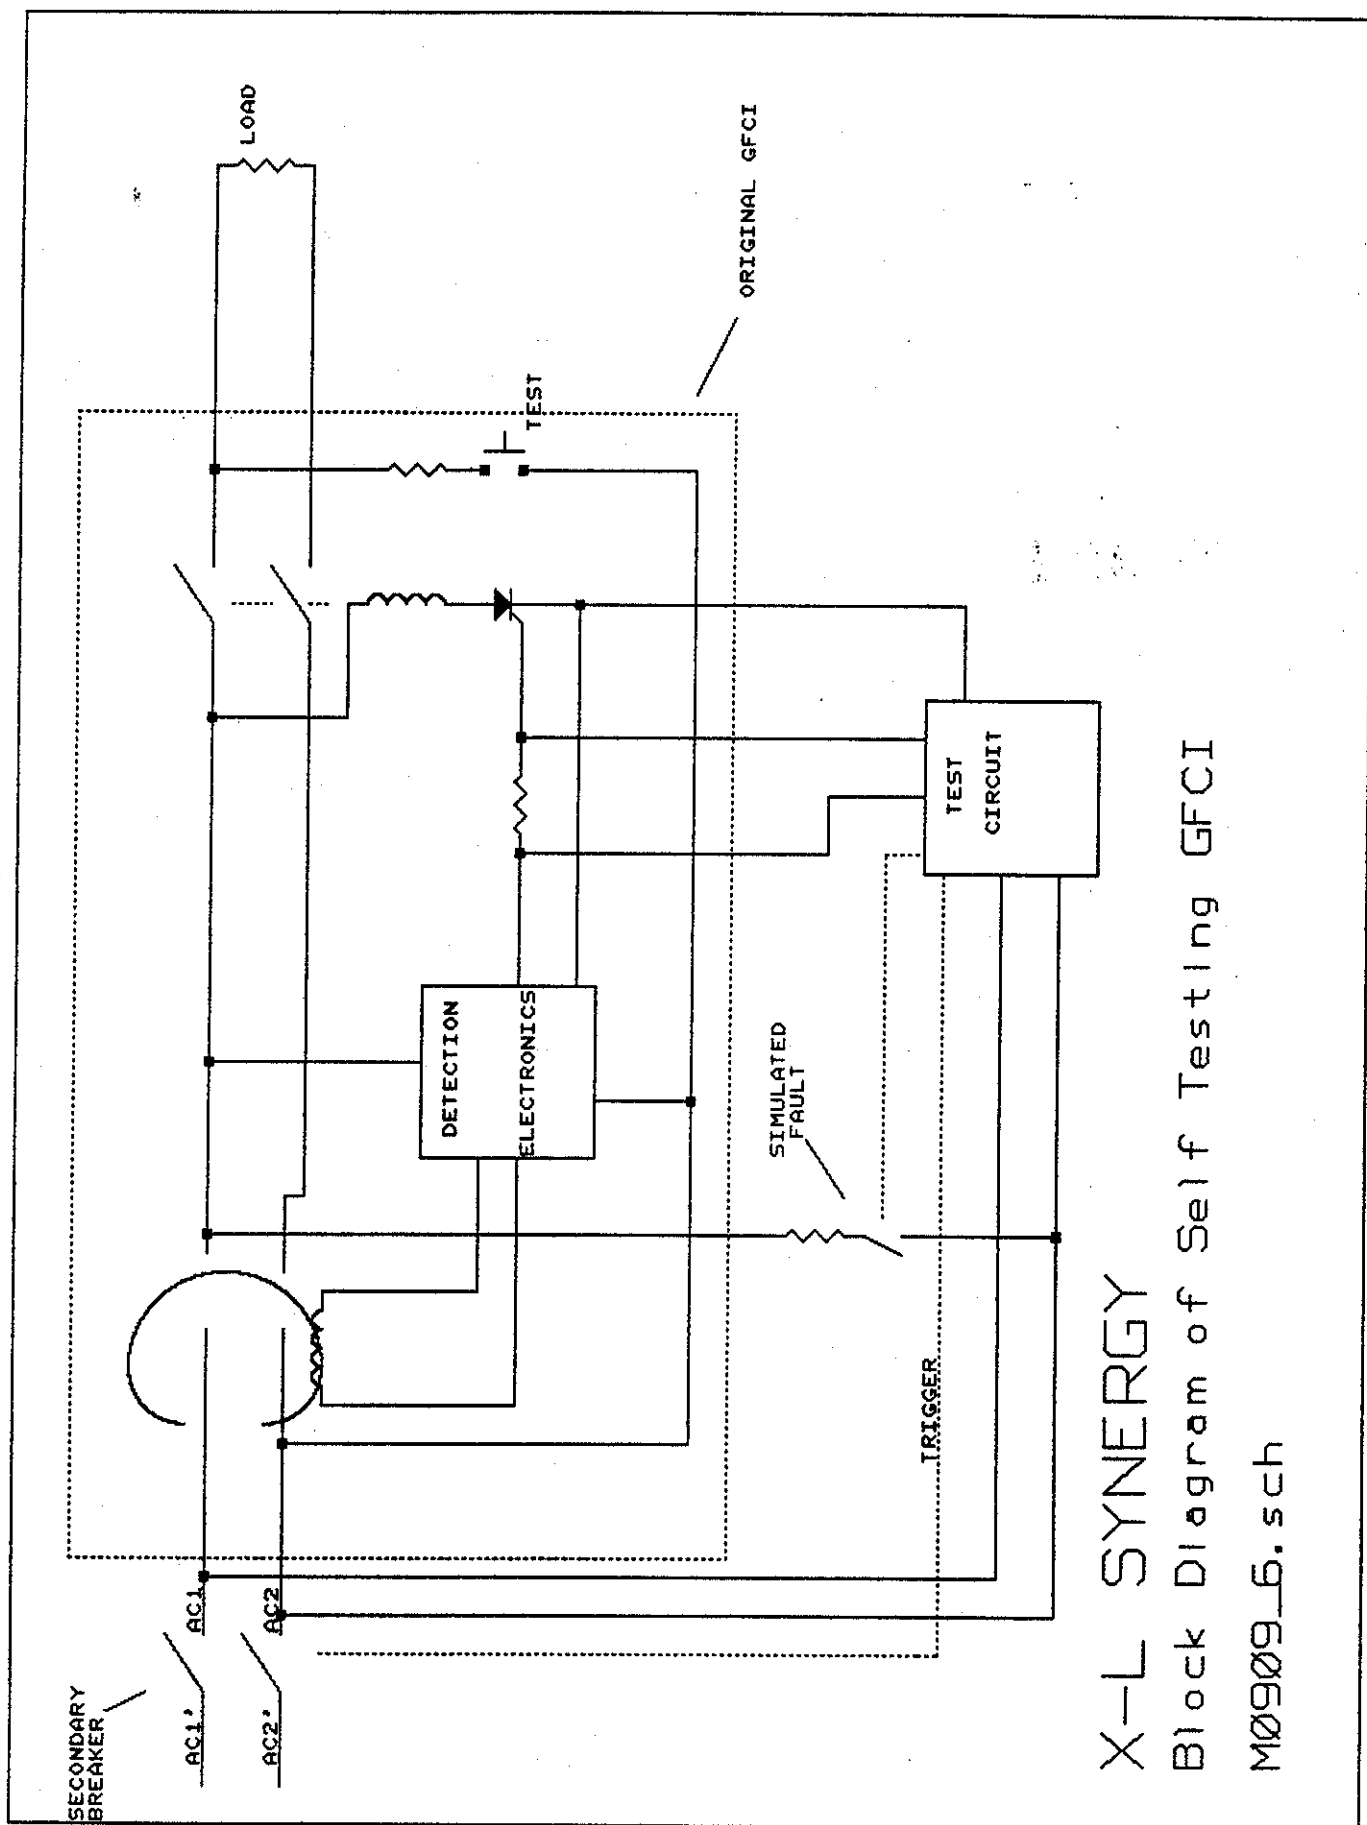 SECONDARY
BREAKER
AC1'
AC2'
AC1
AC2
TRIGGER
SIMULATED
FAULT
DETECTION
ELECTRONICS
TEST
CIRCUIT
TEST
ORIGINAL GFCI
LOAD
X-L SYNERGY
Block Diagram of Self Testing GFCI
MØ9Ø9_6.sch